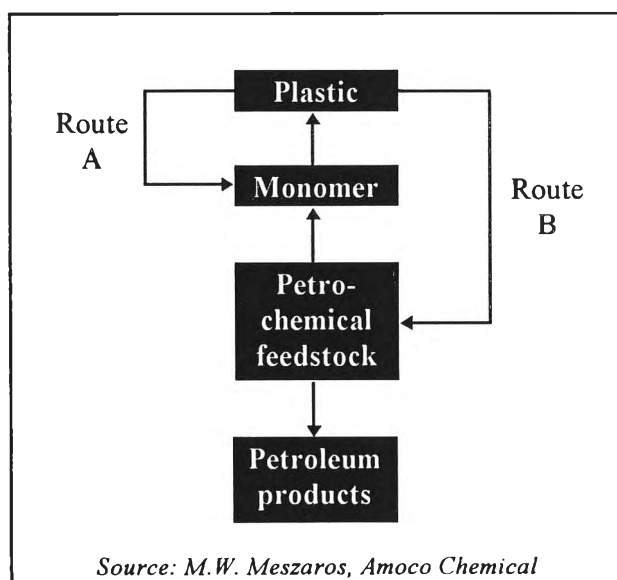 Plastic
Route
A
Monomer
Route
B
Petro-
chemical
feedstock
Petroleum
products
Source: M.W. Meszaros, Amoco Chemical